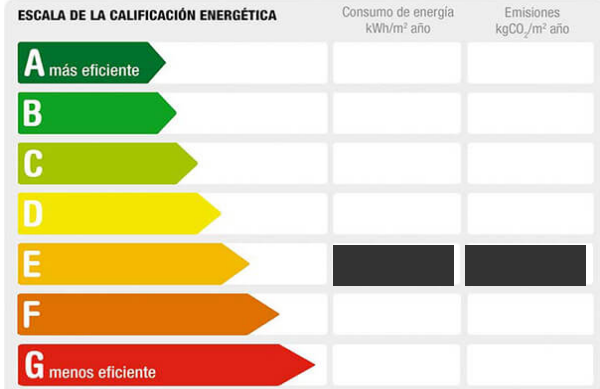 ESCALA DE LA CALIFICACIÓN ENERGÉTICA
Consumo de energía
kWh/m² año
Emisiones
kgCO₂/m² año
A más eficiente
B
C
D
E
F
G menos eficiente